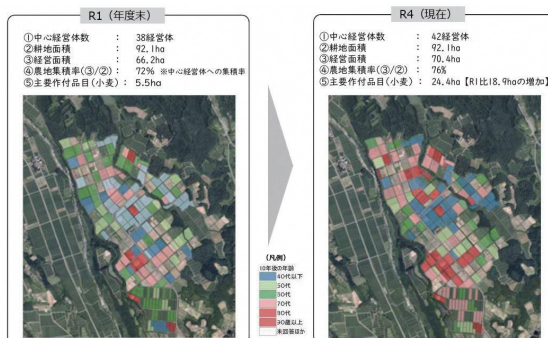 R1（年度末）
①中心経営体数 : 38経営体
②耕地面積 : 92.1ha
③経営面積 : 66.2ha
④農地集積率(③/②) : 72% ※中心経営体への集積率
⑤主要作付品目(小麦) : 5.5ha
R4（現在）
①中心経営体数 : 42経営体
②耕地面積 : 92.1ha
③経営面積 : 70.4ha
④農地集積率(③/②) : 76%
⑤主要作付品目(小麦) : 24.4ha【R1比18.9haの増加】
(凡例)
10年後の年齢
40代以下
50代
60代
70代
80代
90歳以上
未回答ほか